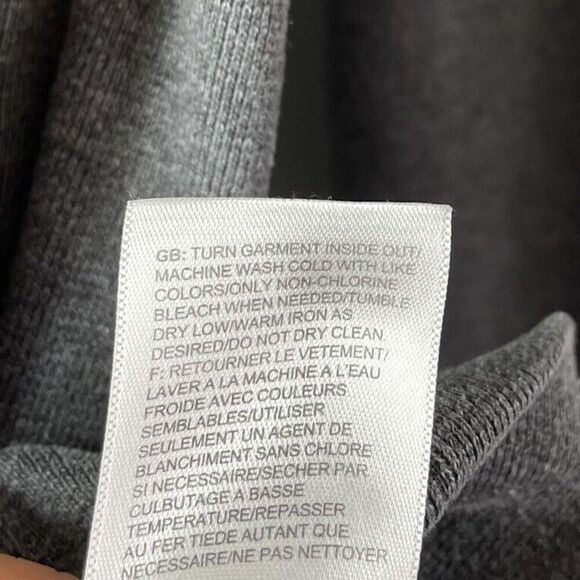 GB: TURN GARMENT INSIDE OUT/
MACHINE WASH COLD WITH LIKE
COLORS/ONLY NON-CHLORINE
BLEACH WHEN NEEDED/TUMBLE
DRY LOW/WARM IRON AS
DESIRED/DO NOT DRY CLEAN
F: RETOURNER LE VETEMENT/
LAVER A LA MACHINE A L'EAU
FROIDE AVEC COULEURS
SEMBLABLES/UTILISER
SEULEMENT UN AGENT DE
BLANCHIMENT SANS CHLORE
SI NECESSAIRE/SECHER PAR
CULBUTAGE A BASSE
TEMPERATURE/REPASSER
AU FER TIEDE AUTANT QUE
NECESSAIRE/NE PAS NETTOYER